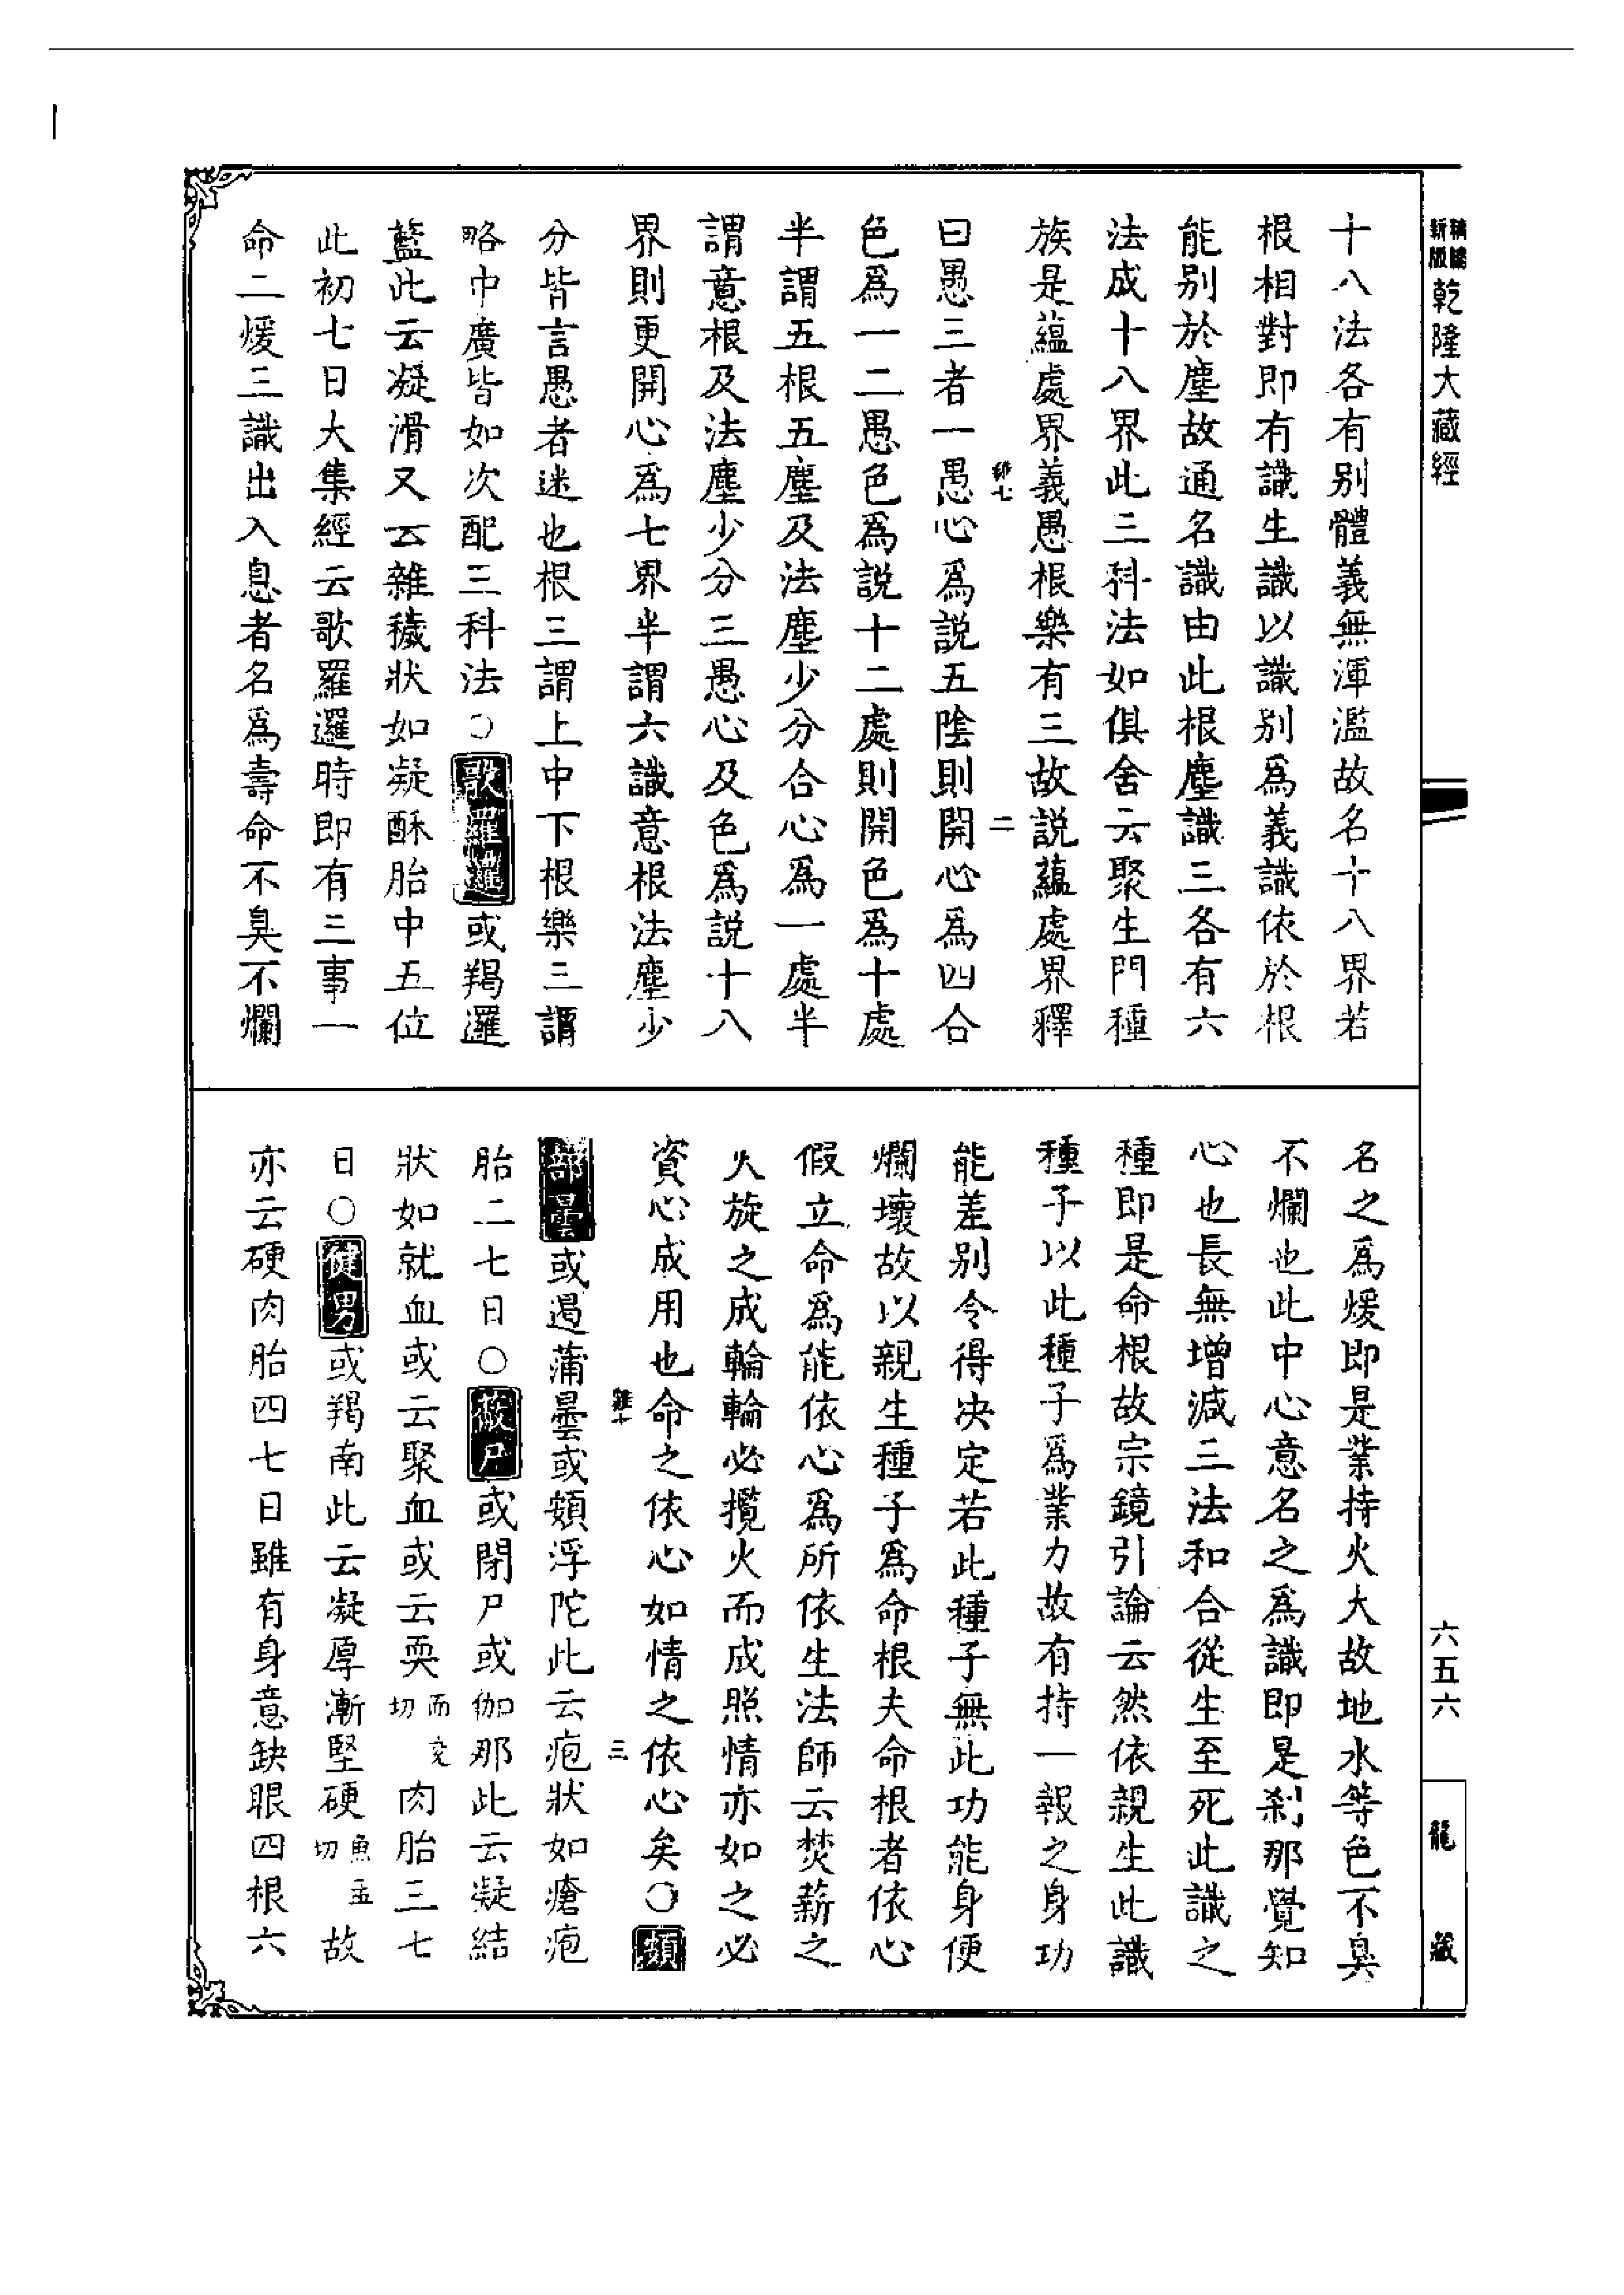 新版
乾隆大藏經
十八法各有别體義無渾濫故名十八界若
根相對即有識生識以識别爲義識依於根
能别於塵故通名識由此根塵識三各有六
法成十八界此三科法如俱舍云聚生門種
族是蘊處界義愚根樂有三故説蘊處界釋
二
曰愚三者一愚心爲説五陰則開心爲四合
色爲一二愚色爲説十二處則開色爲十處
半謂五根五塵及法塵少分合心爲一處半
謂意根及法塵少分三愚心及色爲説十八
界則更開心爲七界半謂六識意根法塵少
分皆言愚者迷也根三謂上中下根樂三謂
略中廣皆如次配三科法○歌羅邏或羯邏
藍此云凝滑又云雜穢狀如凝酥胎中五位
此初七日大集經云歌羅邏時即有三事一
命二煖三識出入息者名爲壽命不臭不爛
名之爲煖即是業持火大故地水等色不臭
不爛也此中心意名之爲識即是刹那覺知
心也長無增減三法和合從生至死此識之
種即是命根故宗鏡引論云然依親生此識
種子以此種子爲業力故有持一報之身功
能差别令得决定若此種子無此功能身便
爛壞故以親生種子爲命根夫命根者依心
假立命爲能依心爲所依生法師云焚薪之
火旋之成輪輪必攬火而成照情亦如之必
資心成用也命之依心如情之依心矣○頞
雜十
三
部曇或遏蒲曇或頞浮陀此云疱狀如瘡疱
胎二七日○蔽尸或閉尸或伽那此云凝結
狀如就血或云聚血或云耎而兗切肉胎三七
日○健男或羯南此云凝厚漸堅硬魚孟切故
亦云硬肉胎四七日雖有身意缺眼四根六
六五六
龍藏